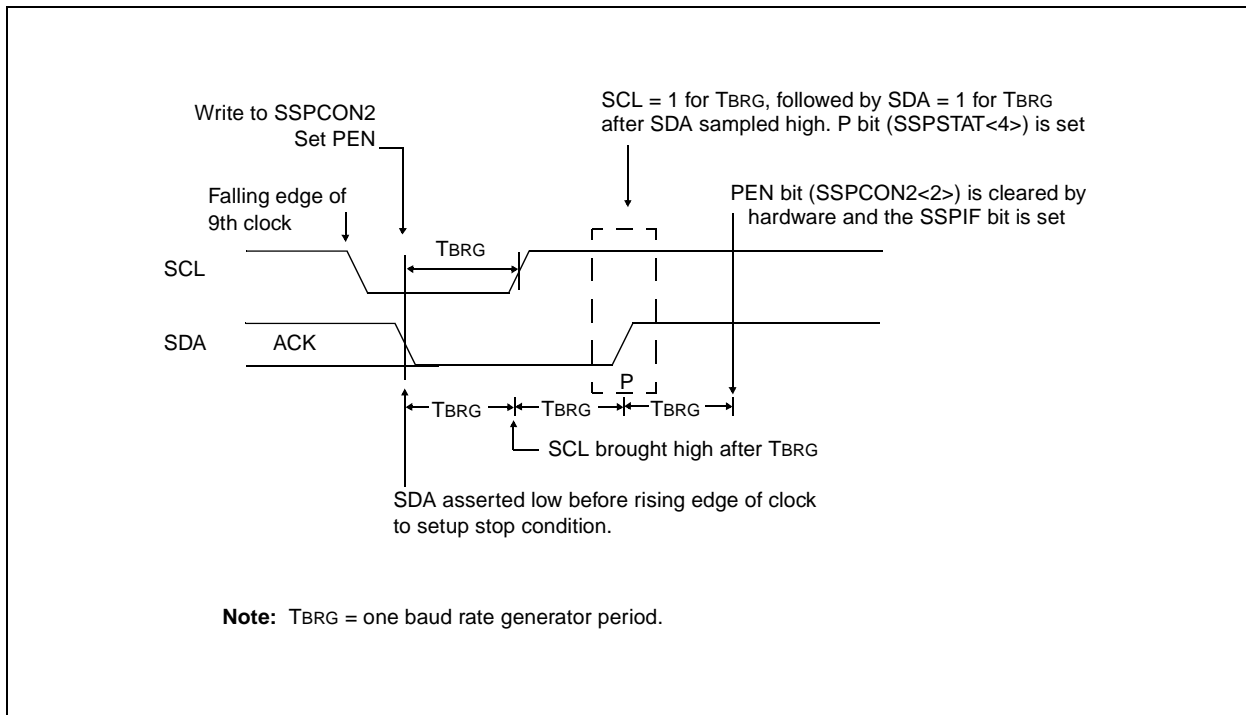 Write to SSPCON2
Set PEN
SCL = 1 for TBRG, followed by SDA = 1 for TBRG
after SDA sampled high. P bit (SSPSTAT<4>) is set
Falling edge of
9th clock
PEN bit (SSPCON2<2>) is cleared by
hardware and the SSPIF bit is set
TBRG
SCL
SDA
ACK
P
TBRG
TBRG
TBRG
SCL brought high after TBRG
SDA asserted low before rising edge of clock
to setup stop condition.
Note: TBRG = one baud rate generator period.